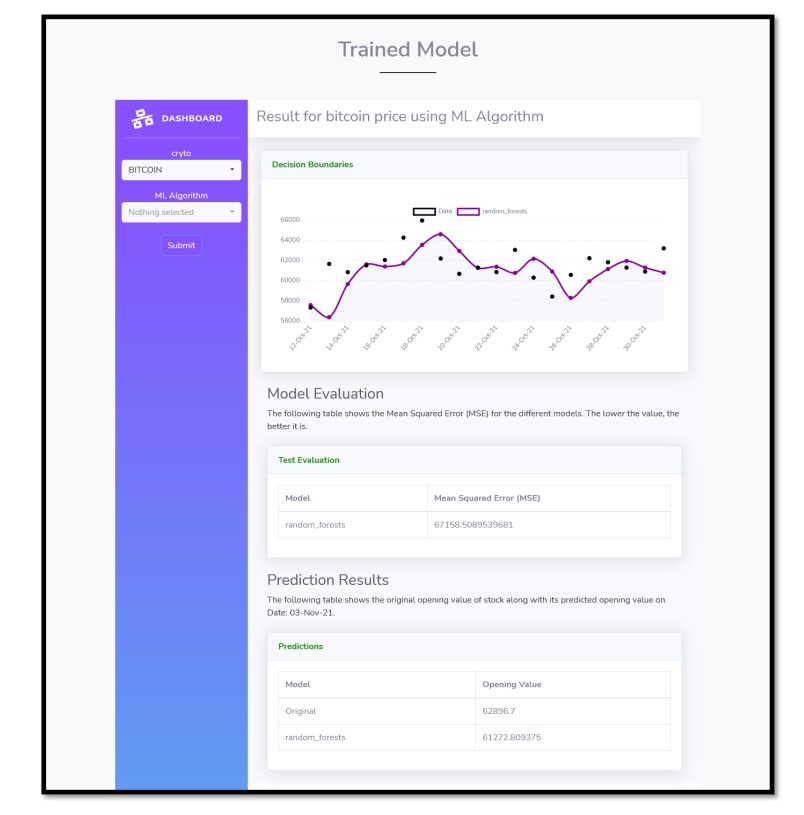 Trained Model
DASHBOARD
cryto
BITCOIN
ML Algorithm
Nothing selected
Submit
Result for bitcoin price using ML Algorithm
Decision Boundaries
Data random_forests
66000
64000
62000
60000
58000
56000
12-Oct-21 14-Oct-21 16-Oct-21 18-Oct-21 20-Oct-21 22-Oct-21 24-Oct-21 26-Oct-21 28-Oct-21 30-Oct-21
Model Evaluation
The following table shows the Mean Squared Error (MSE) for the different models. The lower the value, the
better it is.
Test Evaluation
Model Mean Squared Error (MSE)
random_forests 67158.5089539681
Prediction Results
The following table shows the original opening value of stock along with its predicted opening value on
Date: 03-Nov-21.
Predictions
Model Opening Value
Original 62896.7
random_forests 61272.809375